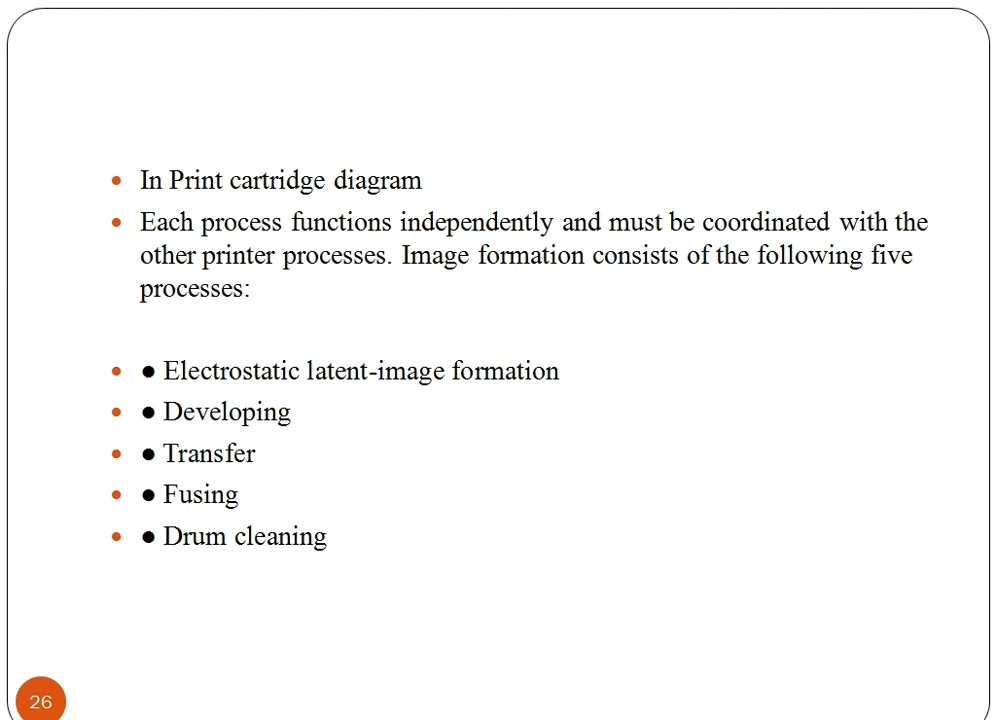 • In Print cartridge diagram
• Each process functions independently and must be coordinated with the
other printer processes. Image formation consists of the following five
processes:
• ● Electrostatic latent-image formation
• ● Developing
• ● Transfer
• ● Fusing
• ● Drum cleaning
26